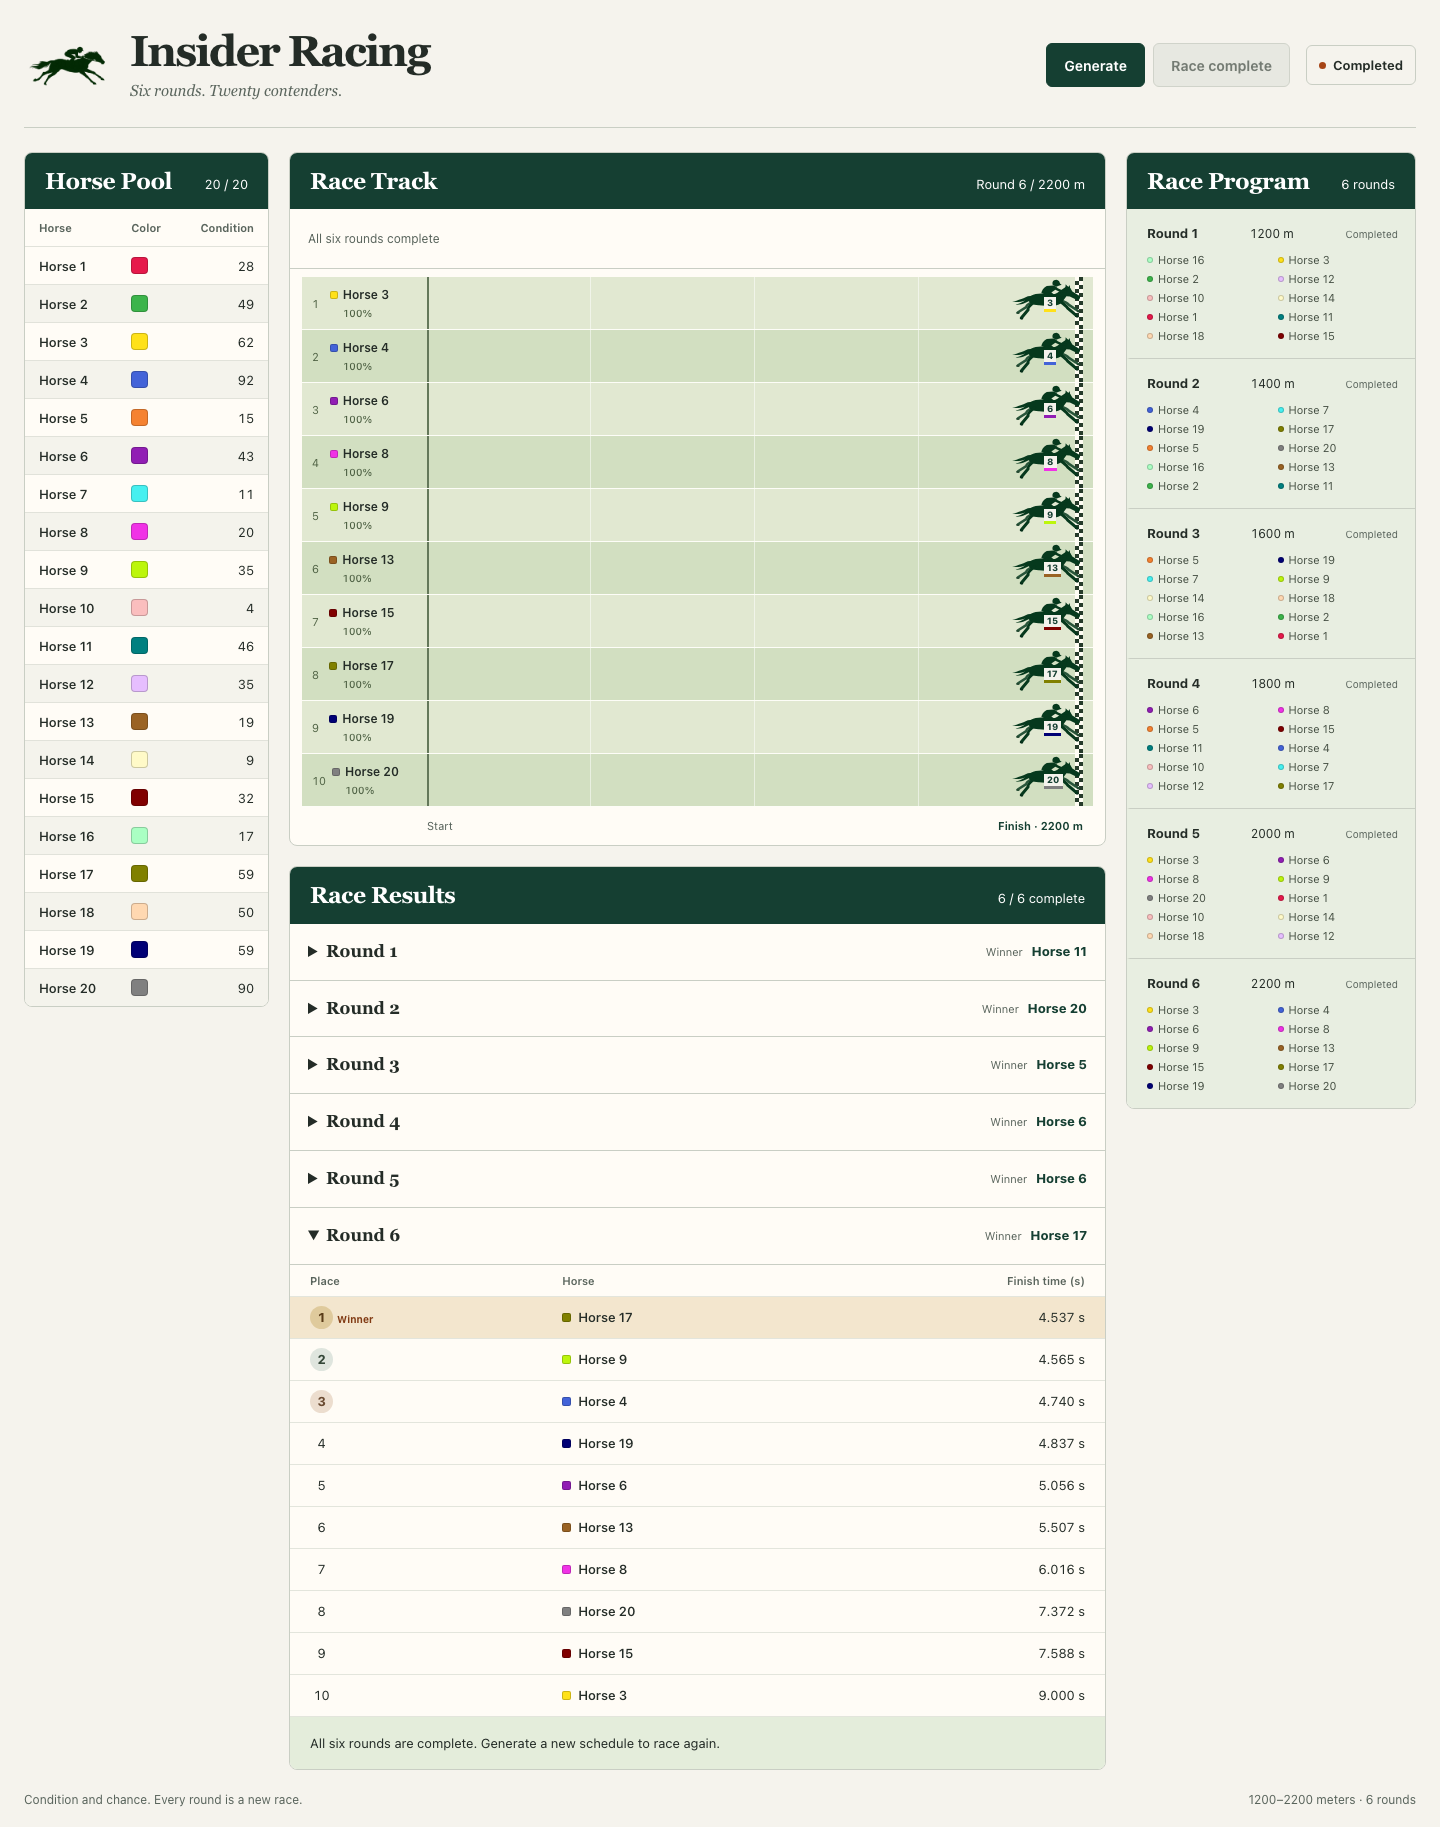 Insider Racing
Six rounds. Twenty contenders.
Generate
Race complete
Completed
Horse Pool 20 / 20
Horse Color Condition
Horse 1 28
Horse 2 49
Horse 3 62
Horse 4 92
Horse 5 15
Horse 6 43
Horse 7 11
Horse 8 20
Horse 9 35
Horse 10 4
Horse 11 46
Horse 12 35
Horse 13 19
Horse 14 9
Horse 15 32
Horse 16 17
Horse 17 59
Horse 18 50
Horse 19 59
Horse 20 90
Race Track Round 6 / 2200 m
All six rounds complete
1 Horse 3 3
100%
2 Horse 4 4
100%
3 Horse 6 6
100%
4 Horse 8 8
100%
5 Horse 9 9
100%
6 Horse 13 13
100%
7 Horse 15 15
100%
8 Horse 17 17
100%
9 Horse 19 19
100%
10 Horse 20 20
100%
Start Finish · 2200 m
Race Results 6 / 6 complete
Round 1 Winner Horse 11
Round 2 Winner Horse 20
Round 3 Winner Horse 5
Round 4 Winner Horse 6
Round 5 Winner Horse 6
Round 6 Winner Horse 17
Place Horse Finish time (s)
1 Winner Horse 17 4.537 s
2 Horse 9 4.565 s
3 Horse 4 4.740 s
4 Horse 19 4.837 s
5 Horse 6 5.056 s
6 Horse 13 5.507 s
7 Horse 8 6.016 s
8 Horse 20 7.372 s
9 Horse 15 7.588 s
10 Horse 3 9.000 s
All six rounds are complete. Generate a new schedule to race again.
Race Program 6 rounds
Round 1 1200 m Completed
Horse 16 Horse 3
Horse 2 Horse 12
Horse 10 Horse 14
Horse 1 Horse 11
Horse 18 Horse 15
Round 2 1400 m Completed
Horse 4 Horse 7
Horse 19 Horse 17
Horse 5 Horse 20
Horse 16 Horse 13
Horse 2 Horse 11
Round 3 1600 m Completed
Horse 5 Horse 19
Horse 7 Horse 9
Horse 14 Horse 18
Horse 16 Horse 2
Horse 13 Horse 1
Round 4 1800 m Completed
Horse 6 Horse 8
Horse 5 Horse 15
Horse 11 Horse 4
Horse 10 Horse 7
Horse 12 Horse 17
Round 5 2000 m Completed
Horse 3 Horse 6
Horse 8 Horse 9
Horse 20 Horse 1
Horse 10 Horse 14
Horse 18 Horse 12
Round 6 2200 m Completed
Horse 3 Horse 4
Horse 6 Horse 8
Horse 9 Horse 13
Horse 15 Horse 17
Horse 19 Horse 20
Condition and chance. Every round is a new race.
1200–2200 meters · 6 rounds